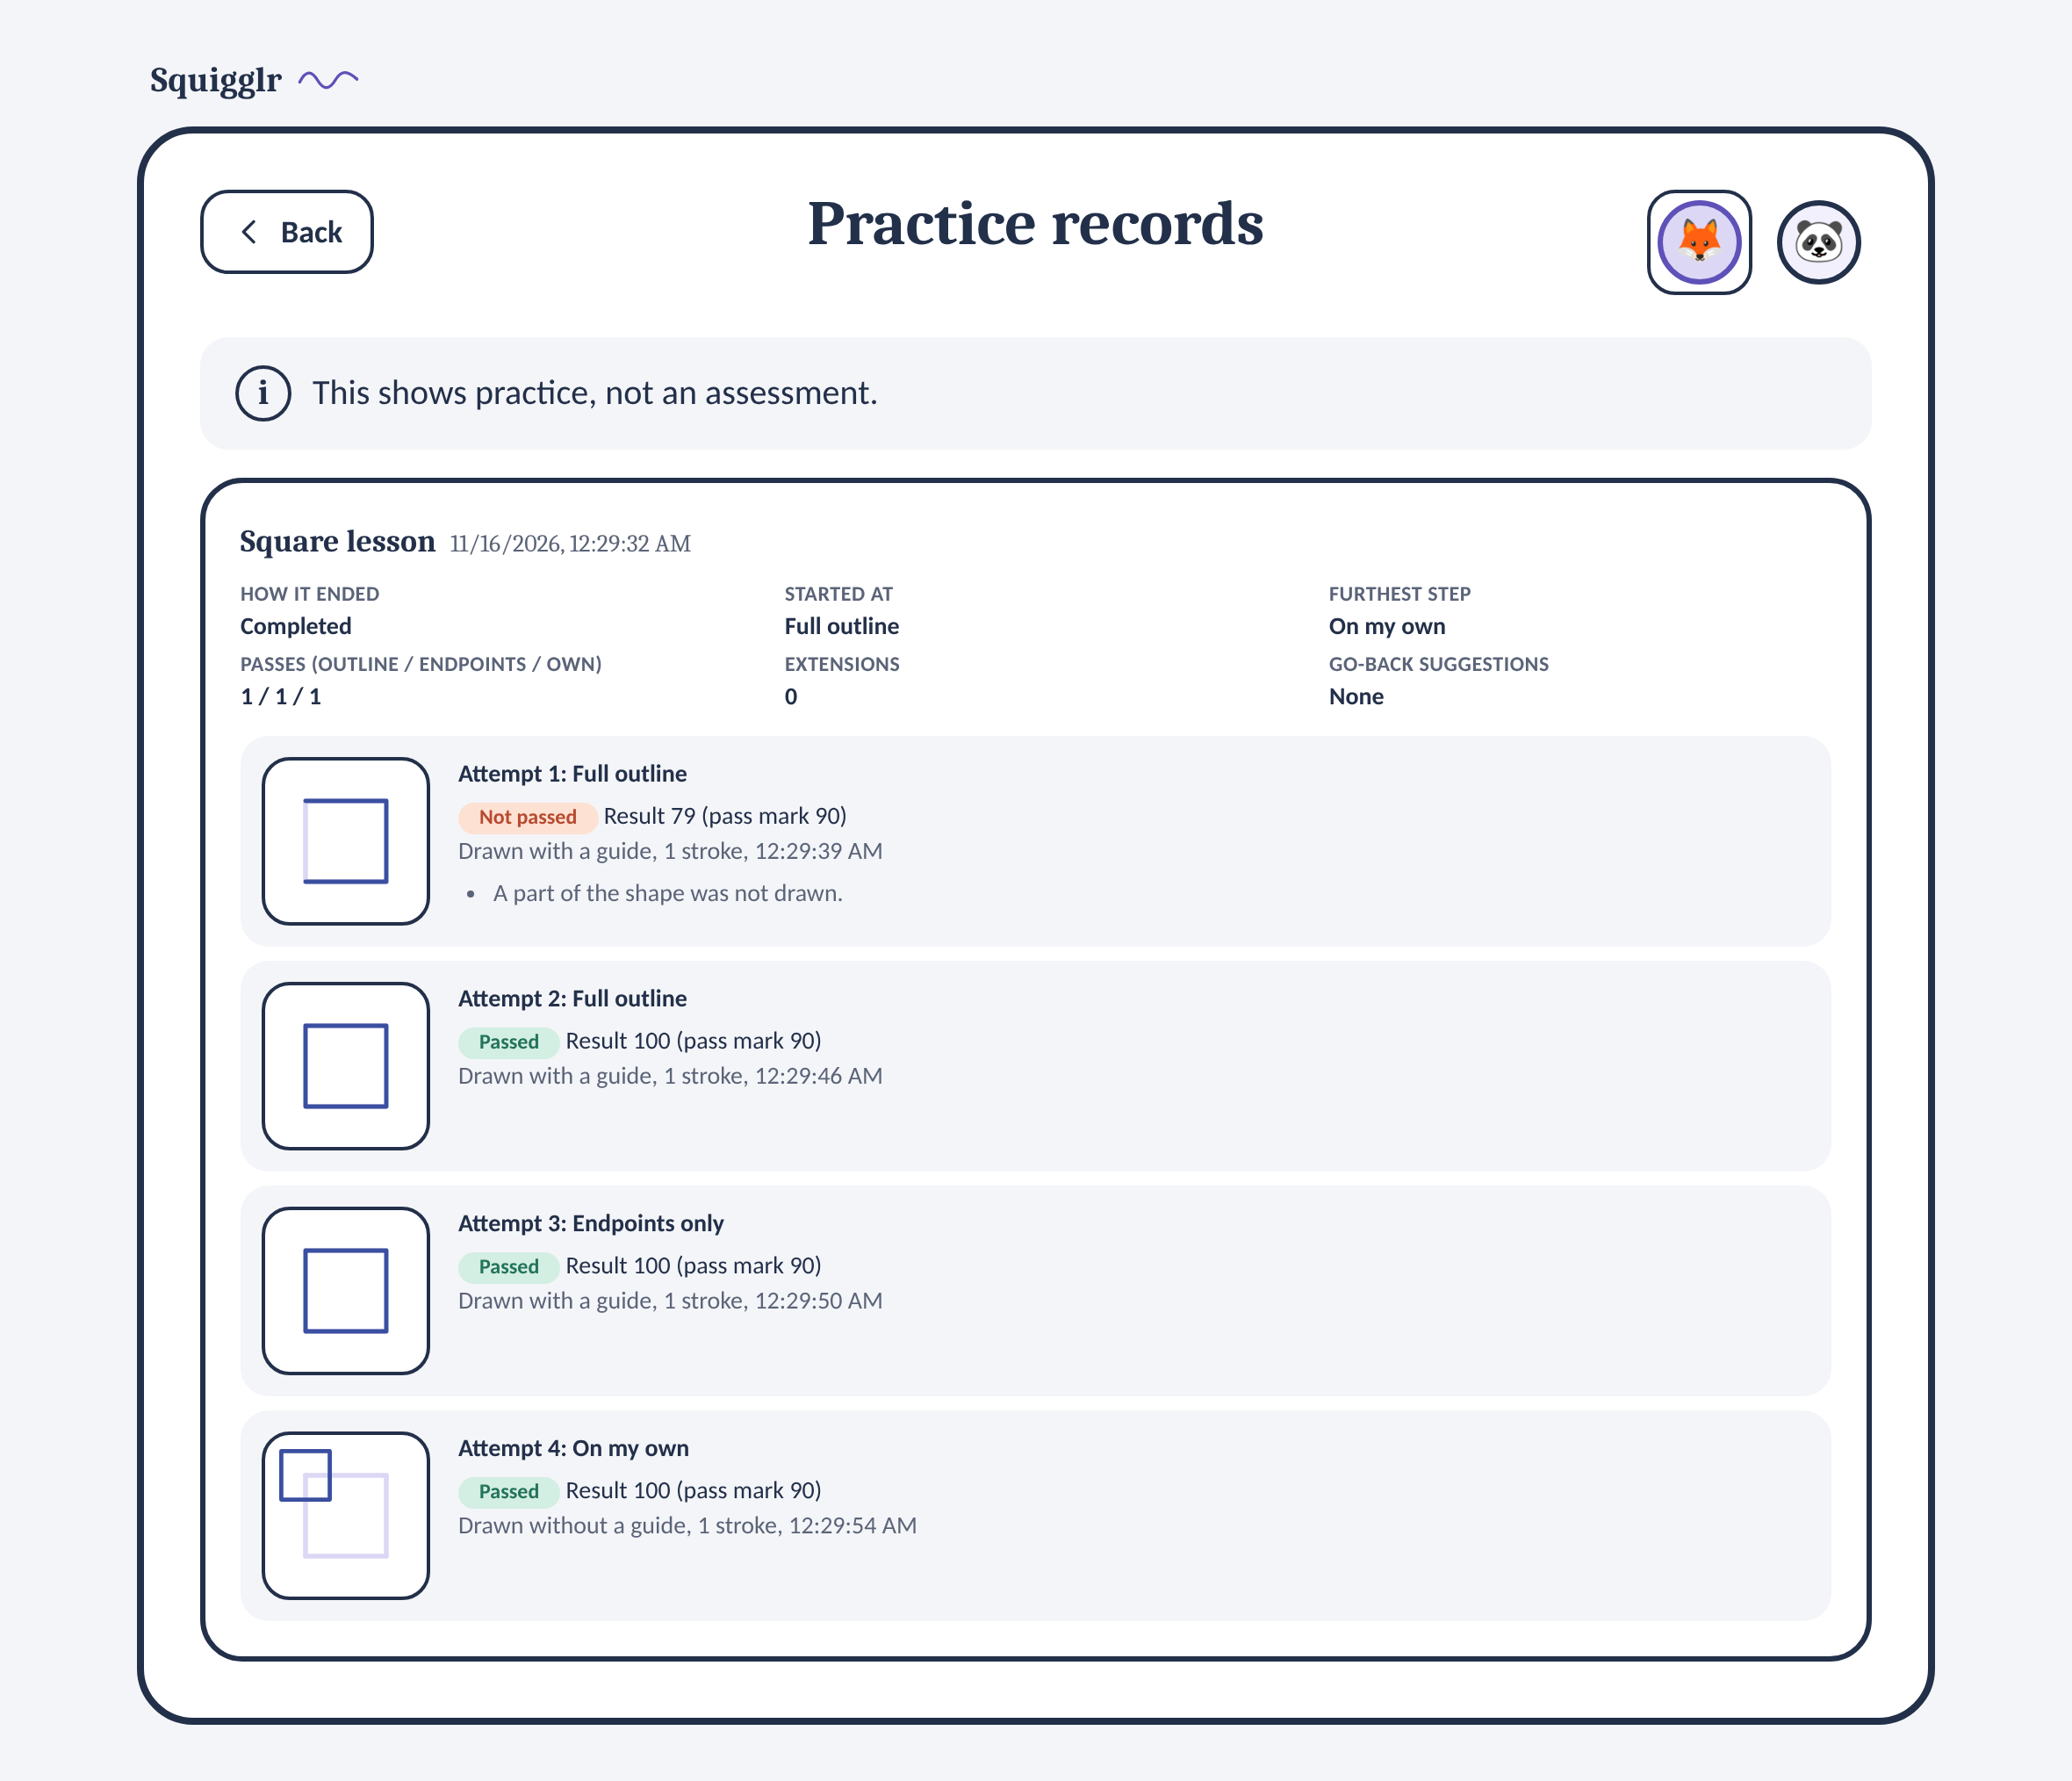 Squigglr
Back
Practice records
i This shows practice, not an assessment.
Square lesson 11/16/2026, 12:29:32 AM
HOW IT ENDED
Completed
STARTED AT
Full outline
FURTHEST STEP
On my own
PASSES (OUTLINE / ENDPOINTS / OWN)
1 / 1 / 1
EXTENSIONS
0
GO-BACK SUGGESTIONS
None
Attempt 1: Full outline
Not passed Result 79 (pass mark 90)
Drawn with a guide, 1 stroke, 12:29:39 AM
• A part of the shape was not drawn.
Attempt 2: Full outline
Passed Result 100 (pass mark 90)
Drawn with a guide, 1 stroke, 12:29:46 AM
Attempt 3: Endpoints only
Passed Result 100 (pass mark 90)
Drawn with a guide, 1 stroke, 12:29:50 AM
Attempt 4: On my own
Passed Result 100 (pass mark 90)
Drawn without a guide, 1 stroke, 12:29:54 AM